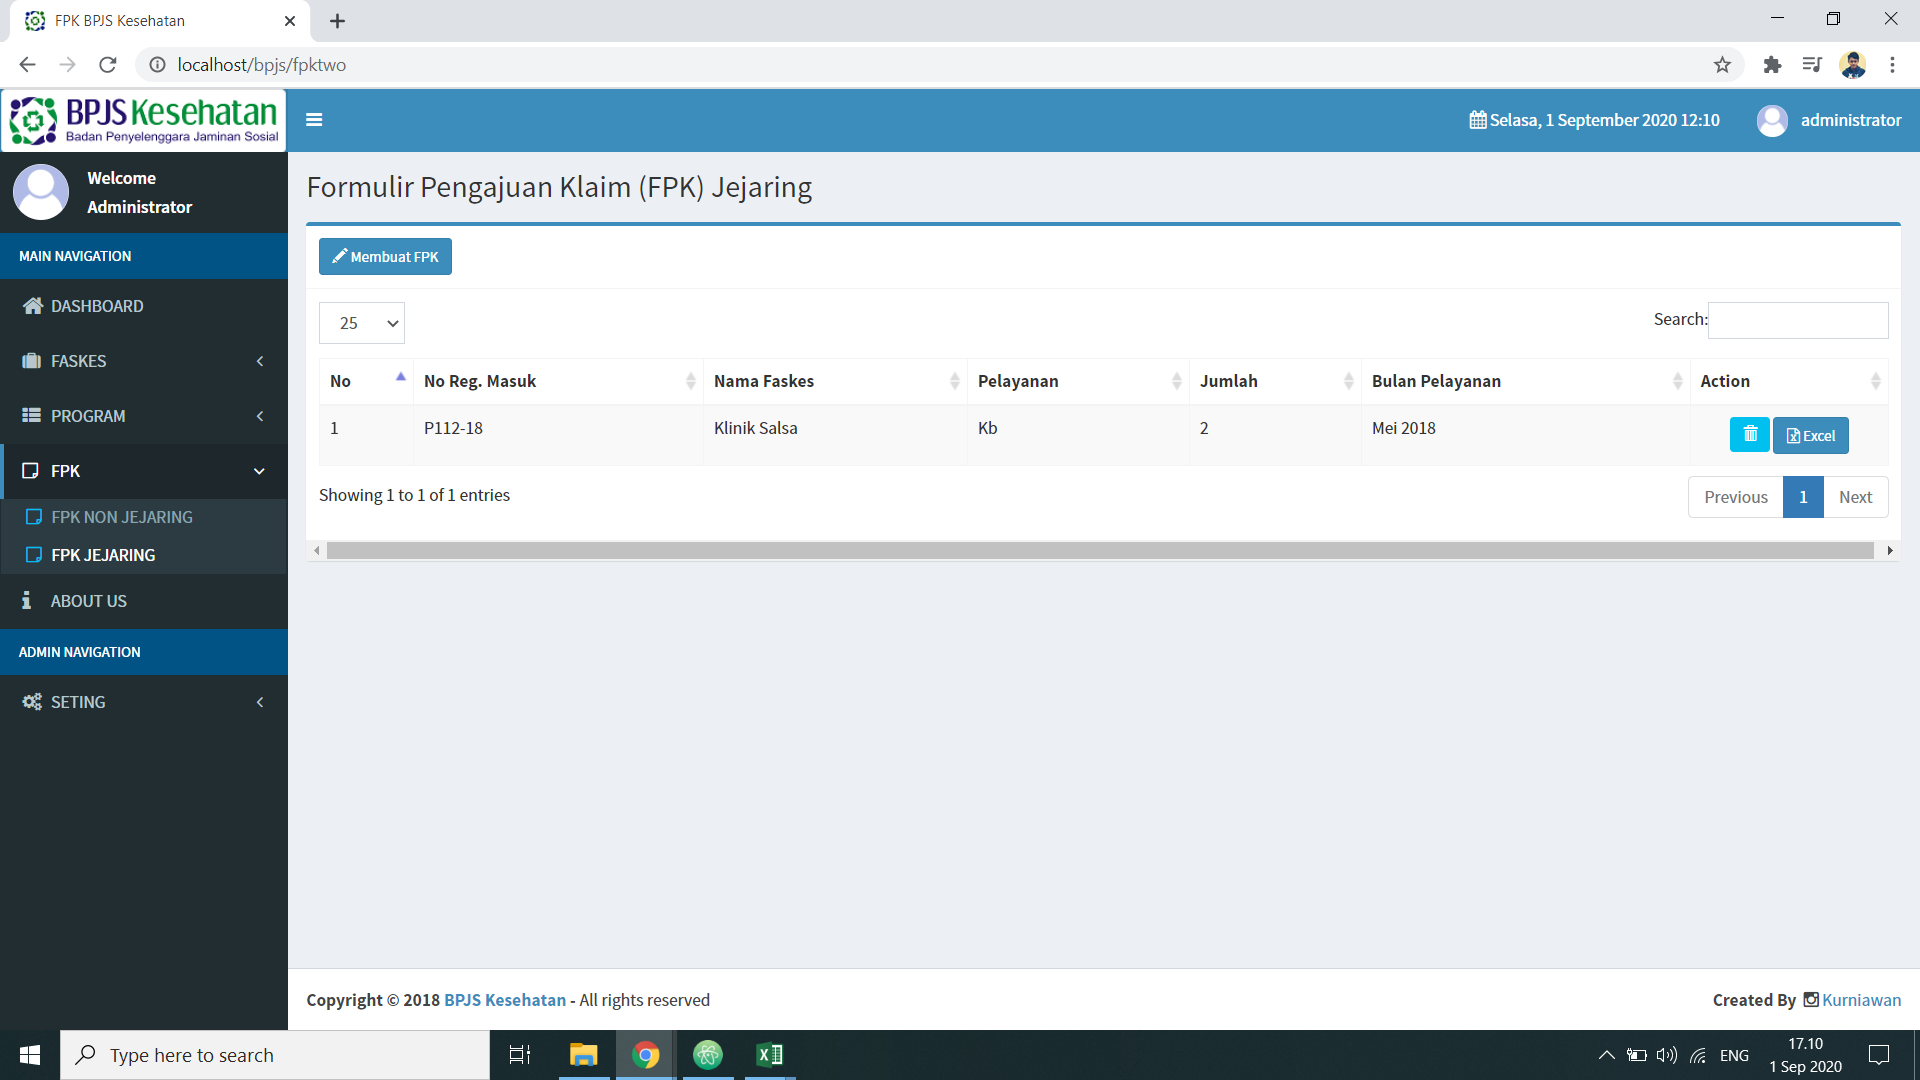 FPK BPJS Kesehatan
localhost/bpjs/fpktwo
BPJS Kesehatan
Badan Penyelenggara Jaminan Sosial
Selasa, 1 September 2020 12:10
administrator
Welcome
Administrator
MAIN NAVIGATION
DASHBOARD
FASKES
PROGRAM
FPK
FPK NON JEJARING
FPK JEJARING
ABOUT US
ADMIN NAVIGATION
SETING
Formulir Pengajuan Klaim (FPK) Jejaring
Membuat FPK
25
Search:
No No Reg. Masuk Nama Faskes Pelayanan Jumlah Bulan Pelayanan Action
1 P112-18 Klinik Salsa Kb 2 Mei 2018 Excel
Showing 1 to 1 of 1 entries
Previous 1 Next
Copyright © 2018 BPJS Kesehatan - All rights reserved
Created By Kurniawan
Type here to search
ENG
17.10
1 Sep 2020